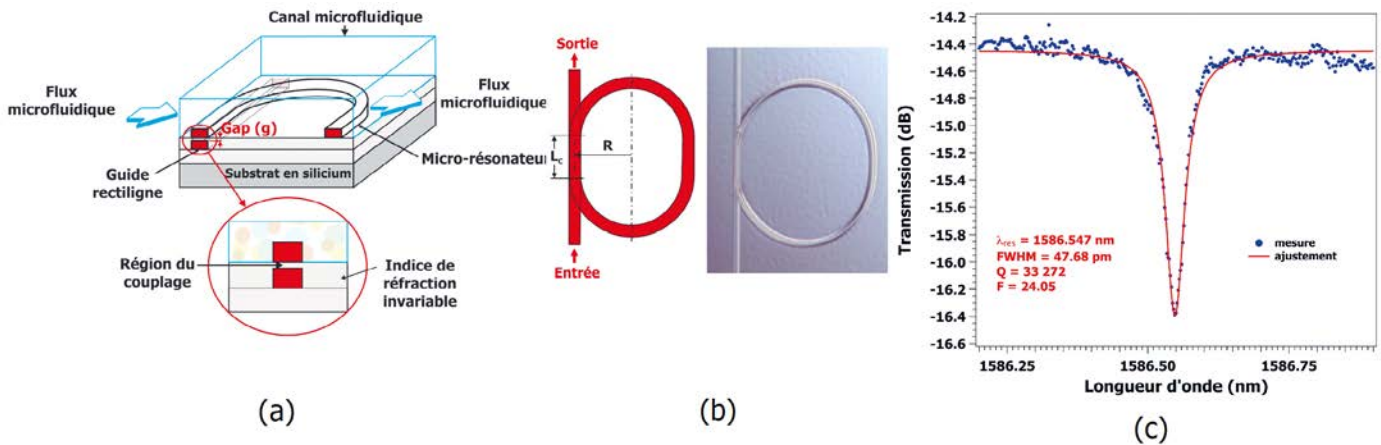 Canal microfluidique
Flux
microfluidique
Flux
microfluidique
Gap (g)
Guide
rectiligne
Micro-résonateur
Substrat en silicium
Région du
couplage
Indice de
réfraction
invariable
(a)
Sortie
L_c
R
Entrée
(b)
Transmission (dB)
-14.2
-14.4
-14.6
-14.8
-15.0
-15.2
-15.4
-15.6
-15.8
-16.0
-16.2
-16.4
-16.6
λres = 1586.547 nm
FWHM = 47.68 pm
Q = 33 272
F = 24.05
mesure
ajustement
1586.25
1586.50
1586.75
Longueur d'onde (nm)
(c)